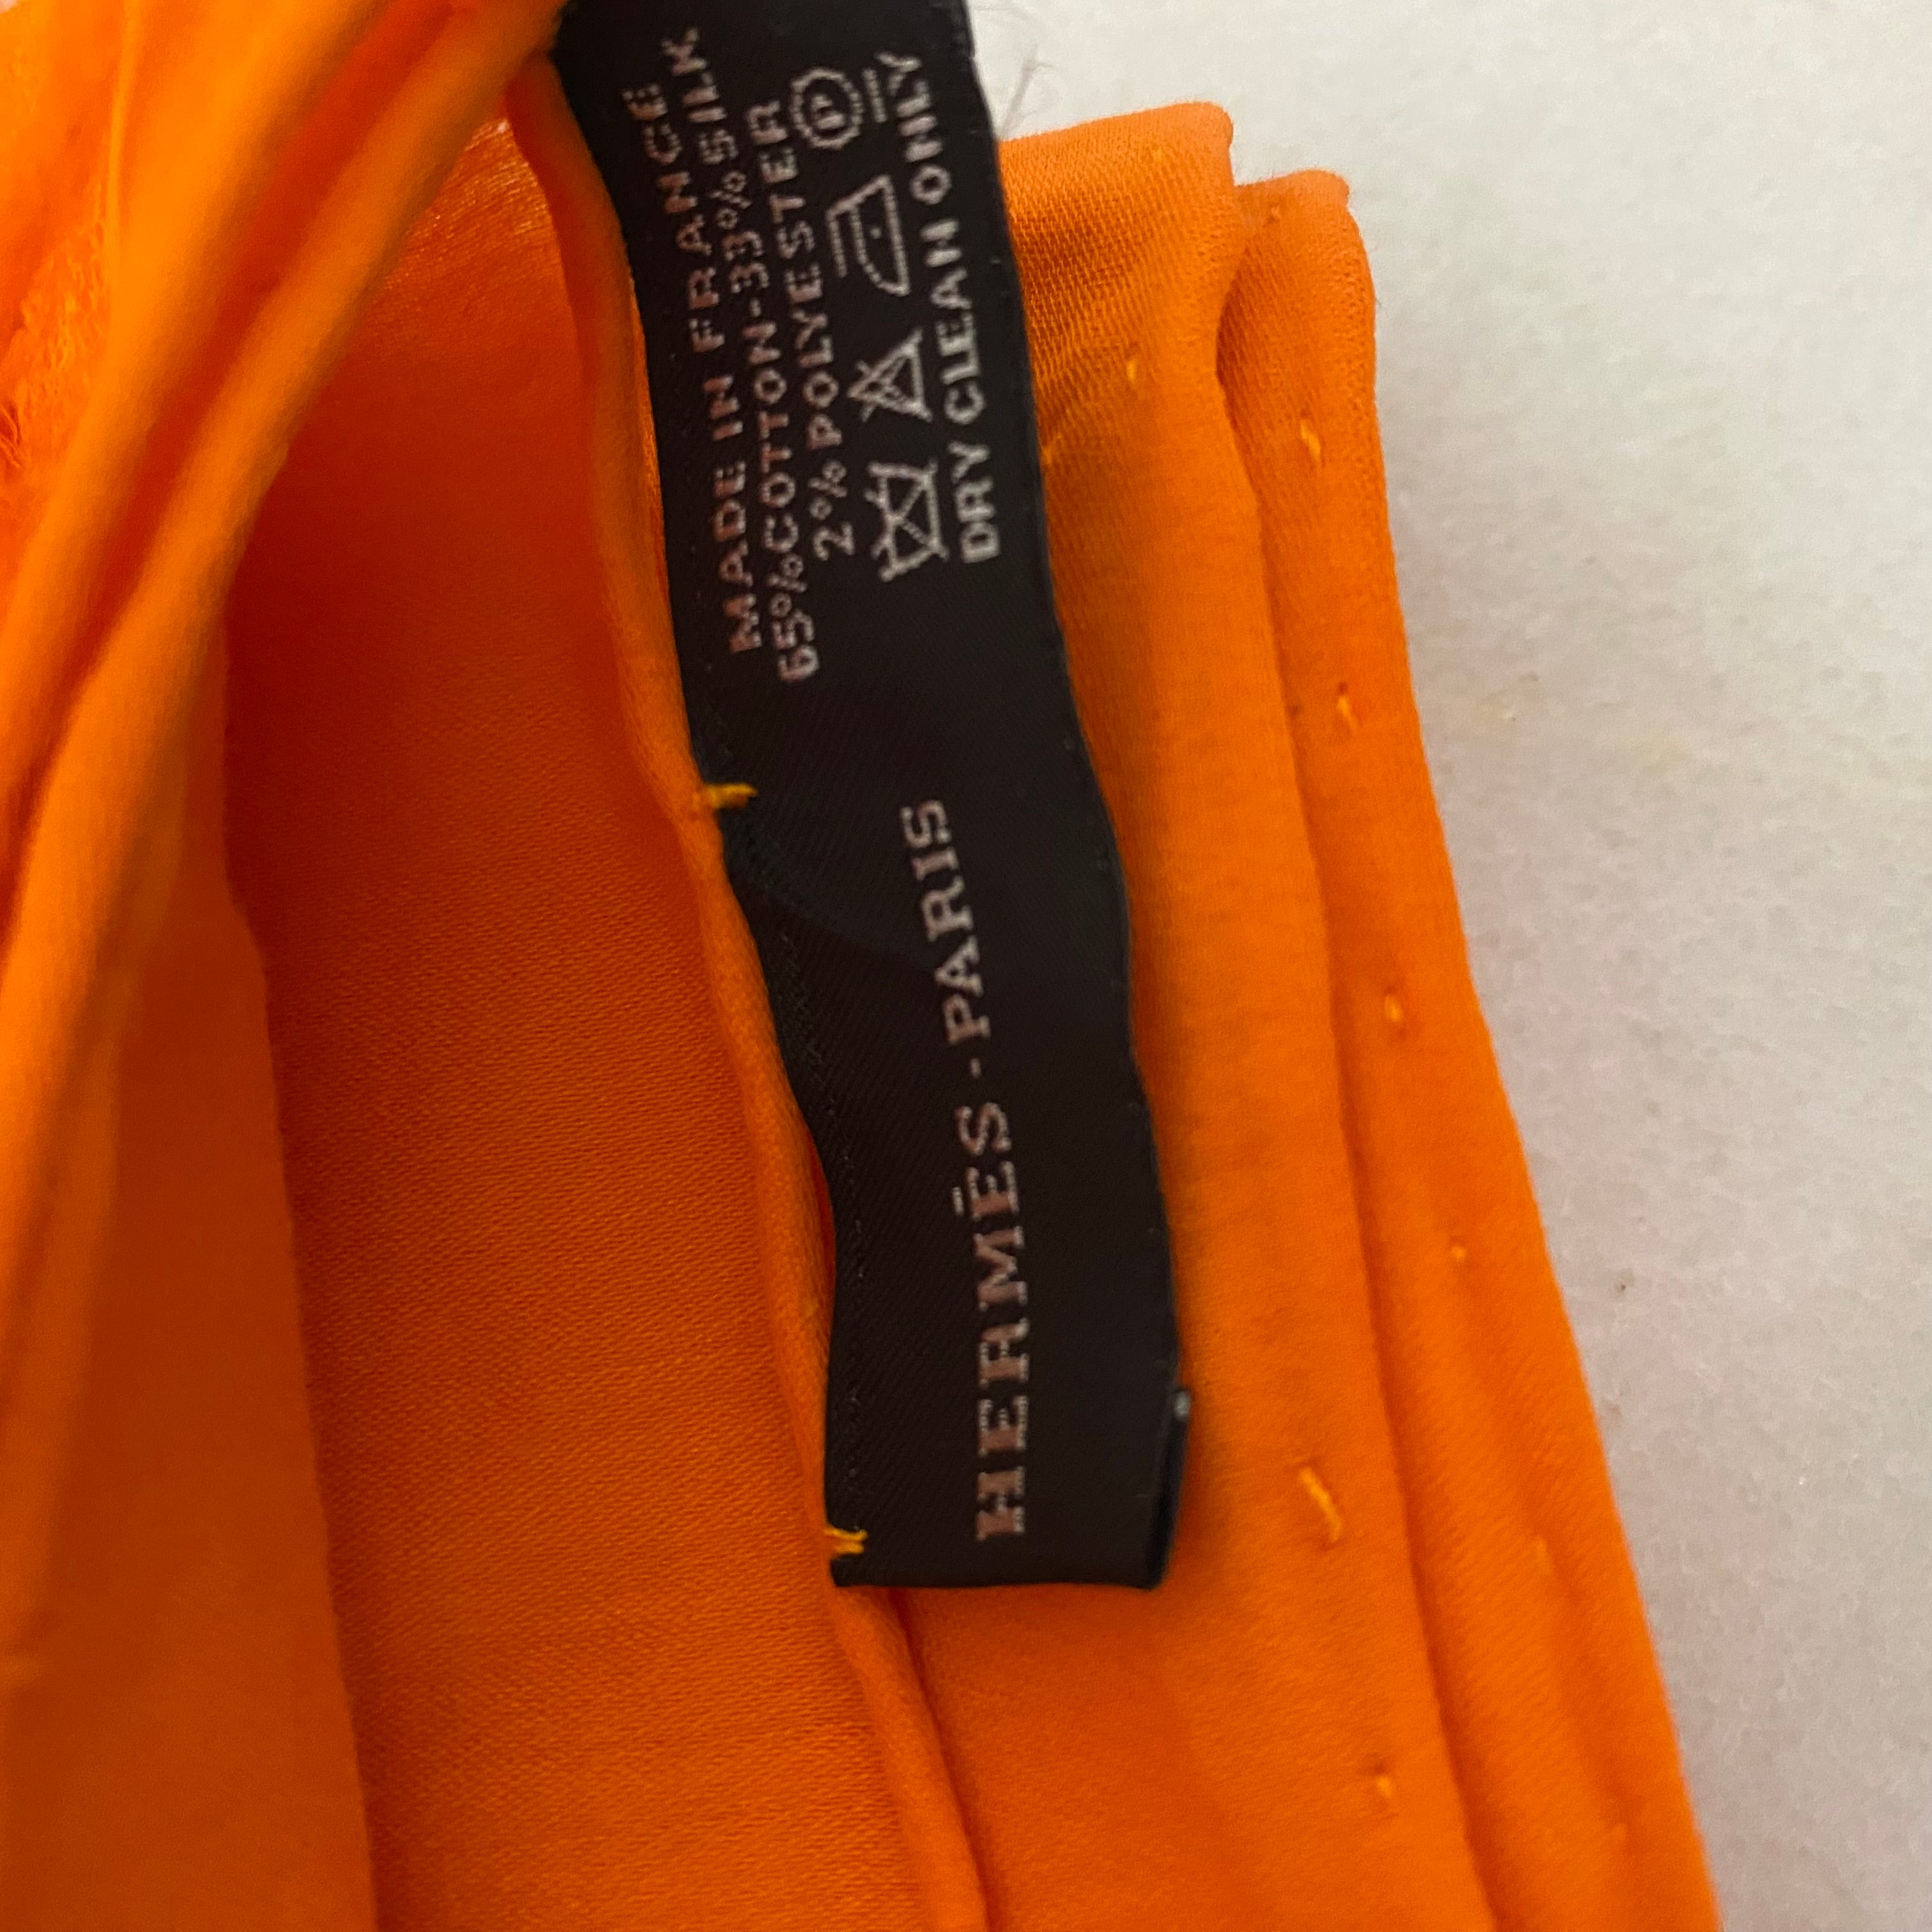 MADE IN FRANCE
65%COTTON-33%SILK
2% POLYESTER
P
DRY CLEAN ONLY
HERMÈS-PARIS